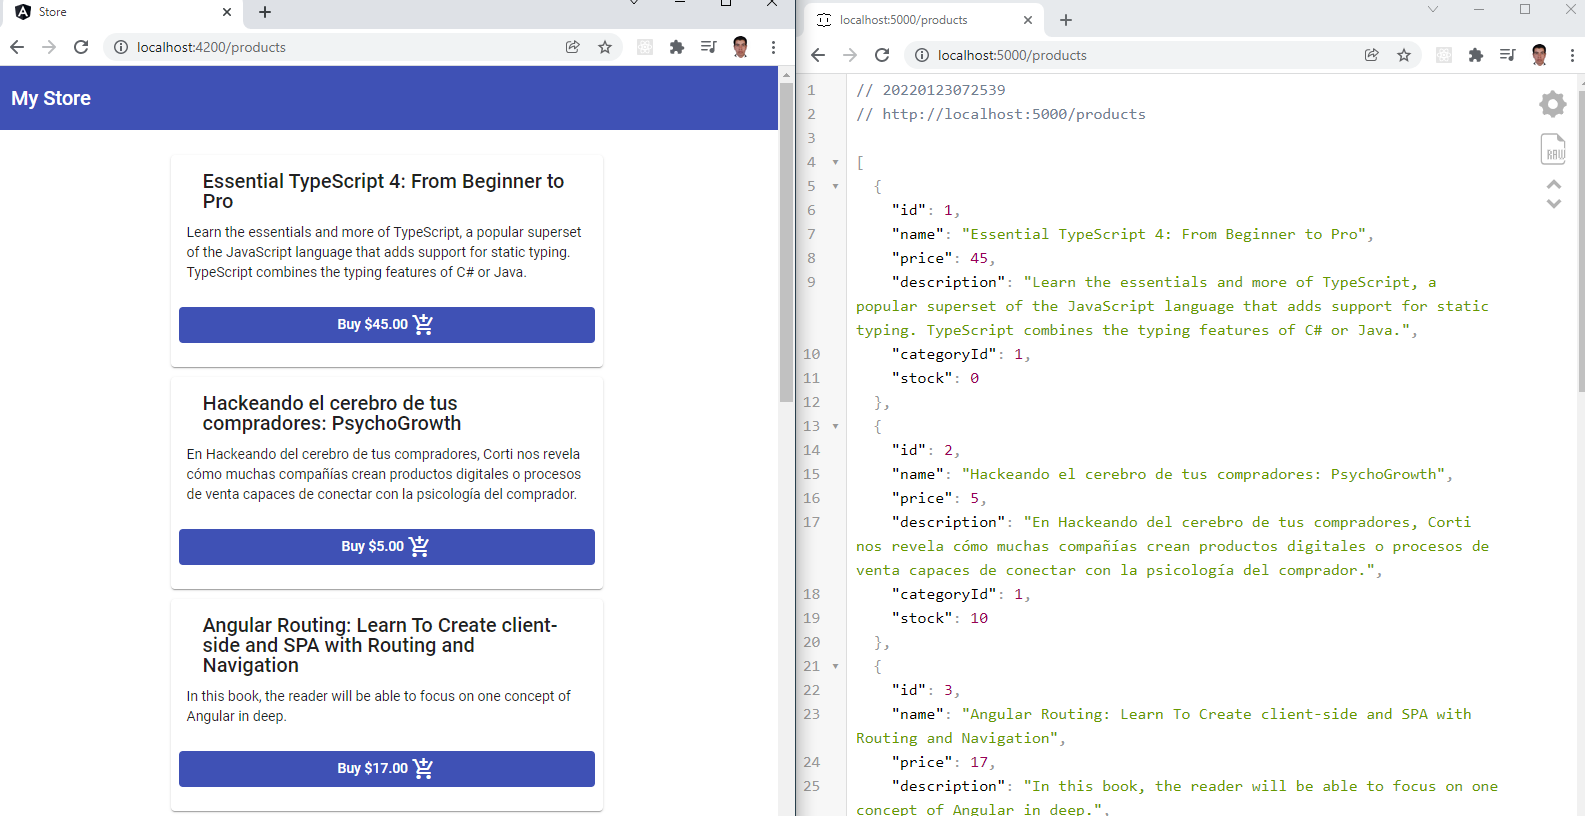 Store
localhost:4200/products
My Store
Essential TypeScript 4: From Beginner to
Pro
Learn the essentials and more of TypeScript, a popular superset
of the JavaScript language that adds support for static typing.
TypeScript combines the typing features of C# or Java.
Buy $45.00
Hackeando el cerebro de tus
compradores: PsychoGrowth
En Hackeando del cerebro de tus compradores, Corti nos revela
cómo muchas compañías crean productos digitales o procesos
de venta capaces de conectar con la psicología del comprador.
Buy $5.00
Angular Routing: Learn To Create client-
side and SPA with Routing and
Navigation
In this book, the reader will be able to focus on one concept of
Angular in deep.
Buy $17.00
localhost:5000/products
localhost:5000/products
1 // 20220123072539
2 // http://localhost:5000/products
3
4 [
5 {
6 "id": 1,
7 "name": "Essential TypeScript 4: From Beginner to Pro",
8 "price": 45,
9 "description": "Learn the essentials and more of TypeScript, a
popular superset of the JavaScript language that adds support for static
typing. TypeScript combines the typing features of C# or Java.",
10 "categoryId": 1,
11 "stock": 0
12 },
13 {
14 "id": 2,
15 "name": "Hackeando el cerebro de tus compradores: PsychoGrowth",
16 "price": 5,
17 "description": "En Hackeando del cerebro de tus compradores, Corti
nos revela cómo muchas compañías crean productos digitales o procesos de
venta capaces de conectar con la psicología del comprador.",
18 "categoryId": 1,
19 "stock": 10
20 },
21 {
22 "id": 3,
23 "name": "Angular Routing: Learn To Create client-side and SPA with
Routing and Navigation",
24 "price": 17,
25 "description": "In this book, the reader will be able to focus on one
concept of Angular in deep.",
RAW